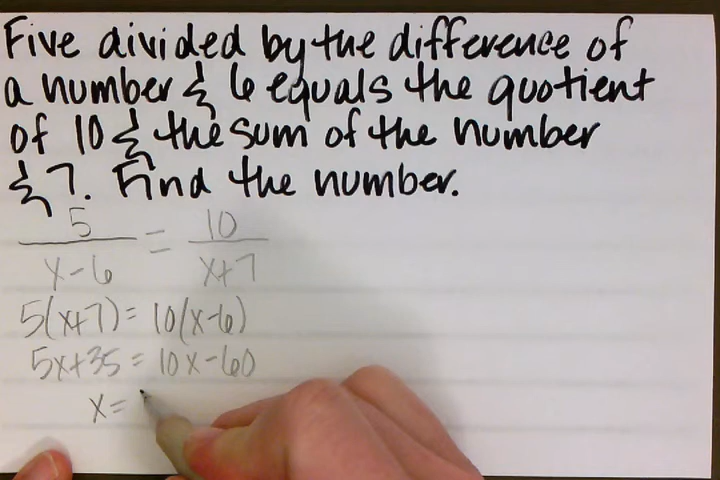 Five divided by the difference of
a number & 6 equals the quotient
of 10 & the sum of the number
& 7. Find the number.
5/(x-6) = 10/(x+7)
5(x+7) = 10(x-6)
5x+35 = 10x-60
x=